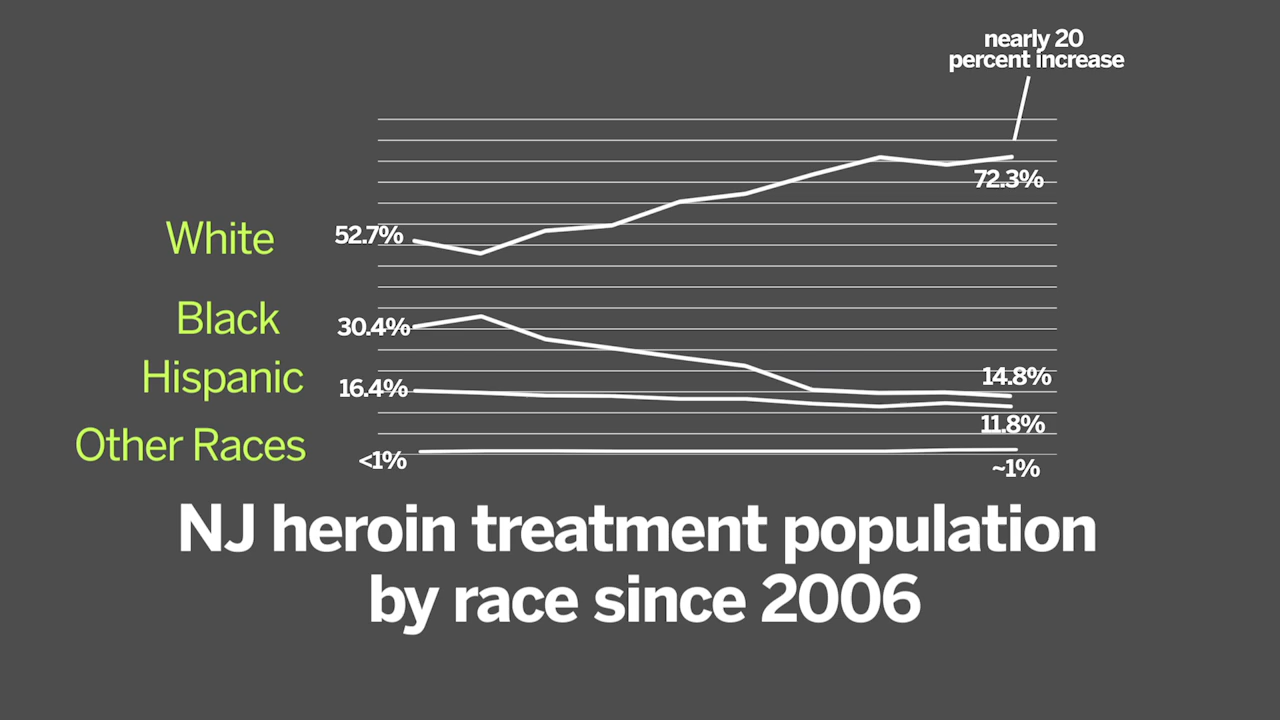 nearly 20
percent increase
72.3%
White
52.7%
Black
30.4%
Hispanic
16.4%
14.8%
11.8%
Other Races
<1%
~1%
NJ heroin treatment population
by race since 2006